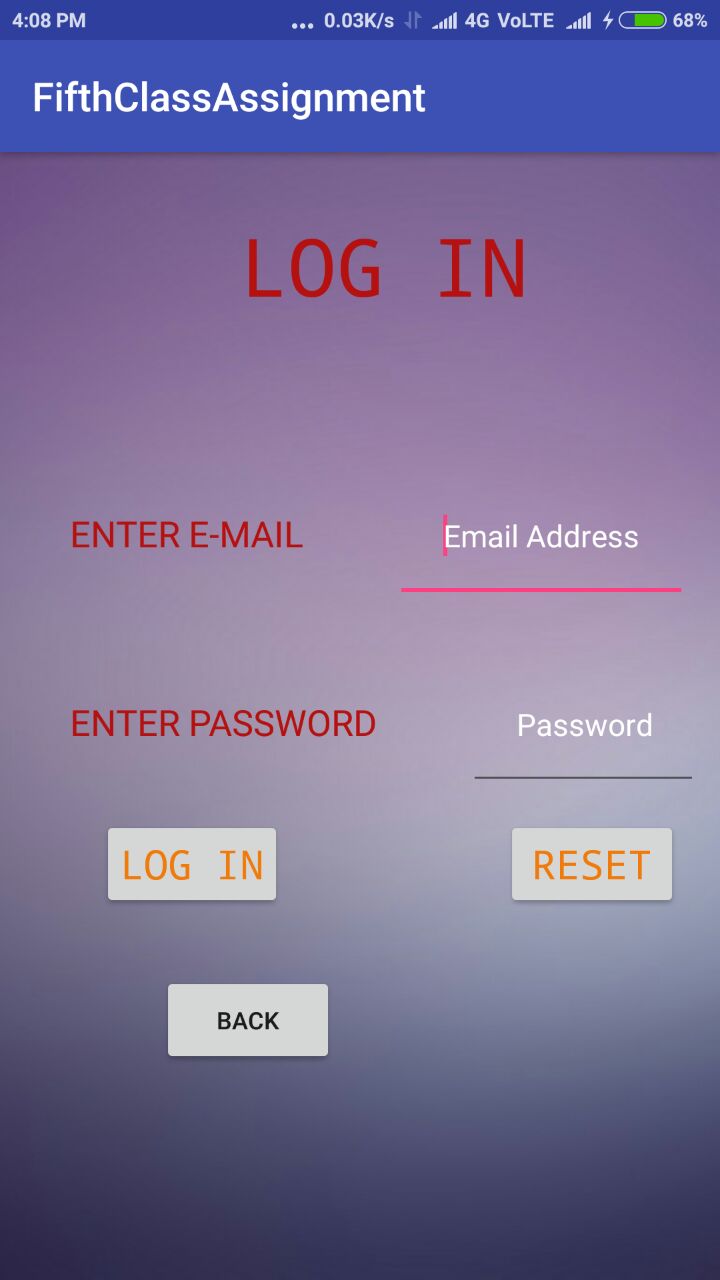 4:08 PM ... 0.03K/s 4G VoLTE 68%
FifthClassAssignment
LOG IN
ENTER E-MAIL Email Address
ENTER PASSWORD Password
LOG IN RESET
BACK